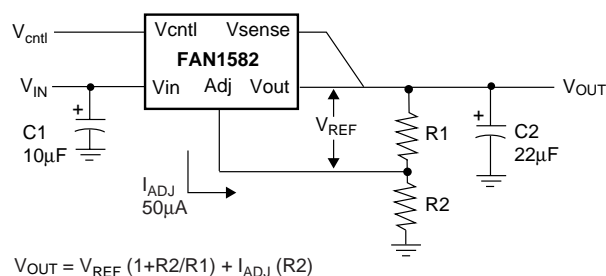 Vcntl
Vcntl Vsense
FAN1582
VIN
Vin Adj Vout
VOUT
+
C1
10µF
VREF
R1
+
C2
22µF
IADJ
50µA
R2
VOUT = VREF (1+R2/R1) + IADJ (R2)